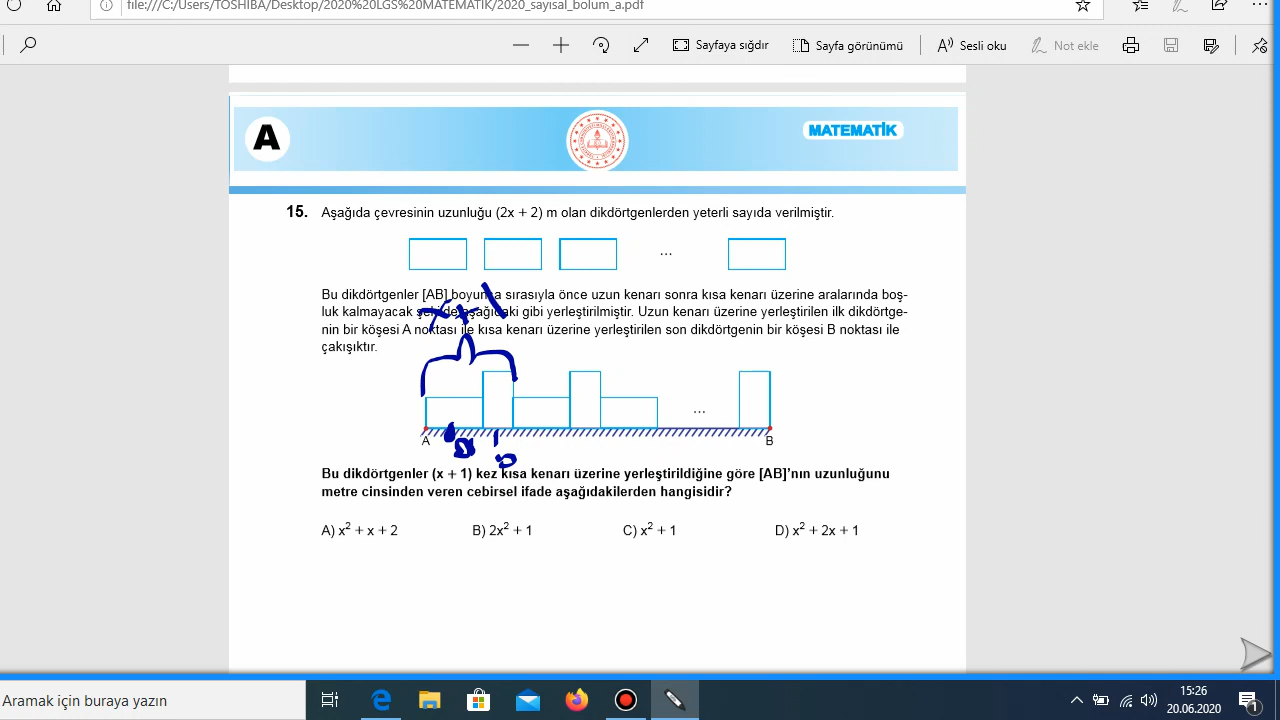 file:///C:/Users/TOSHIBA/Desktop/2020%20LGS%20MATEMATIK/2020_sayisal_bolum_a.pdf
Sayfaya sığdır
Sayfa görünümü
A)) Sesli oku
Not ekle
A
MATEMATİK
15. Aşağıda çevresinin uzunluğu (2x + 2) m olan dikdörtgenlerden yeterli sayıda verilmiştir.
...
Bu dikdörtgenler [AB] boyunca sırasıyla önce uzun kenarı sonra kısa kenarı üzerine aralarında boş-
luk kalmayacak şekilde aşağıdaki gibi yerleştirilmiştir. Uzun kenarı üzerine yerleştirilen ilk dikdörtge-
nin bir köşesi A noktası ile kısa kenarı üzerine yerleştirilen son dikdörtgenin bir köşesi B noktası ile
çakışıktır.
x+1
...
A
B
a
b
Bu dikdörtgenler (x + 1) kez kısa kenarı üzerine yerleştirildiğine göre [AB]'nın uzunluğunu
metre cinsinden veren cebirsel ifade aşağıdakilerden hangisidir?
A) x² + x + 2
B) 2x² + 1
C) x² + 1
D) x² + 2x + 1
Aramak için buraya yazın
15:26
20.06.2020
1